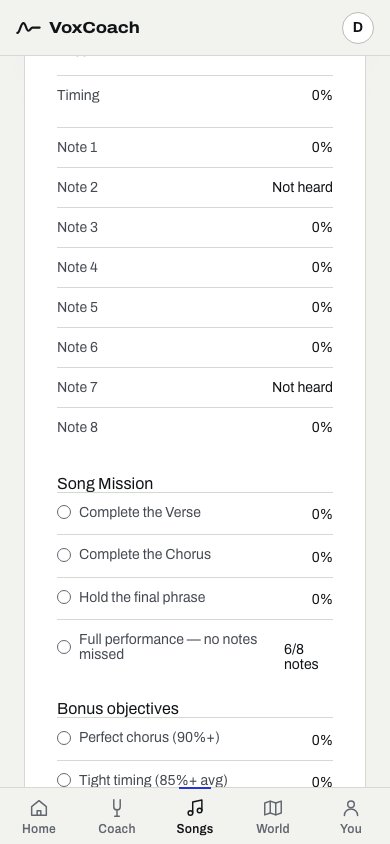 VoxCoach
D
Timing 0%
Note 1 0%
Note 2 Not heard
Note 3 0%
Note 4 0%
Note 5 0%
Note 6 0%
Note 7 Not heard
Note 8 0%
Song Mission
Complete the Verse 0%
Complete the Chorus 0%
Hold the final phrase 0%
Full performance — no notes
missed
6/8
notes
Bonus objectives
Perfect chorus (90%+) 0%
Tight timing (85%+ avg) 0%
Home Coach Songs World You